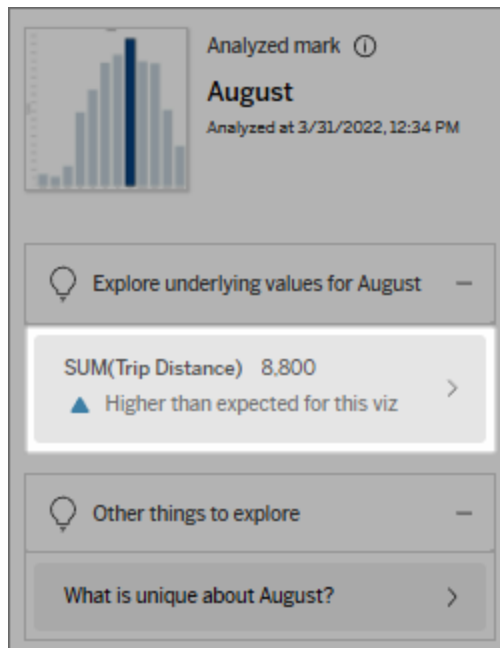 Analyzed mark
August
Analyzed at 3/31/2022, 12:34 PM
Explore underlying values for August
SUM(Trip Distance) 8,800
Higher than expected for this viz
Other things to explore
What is unique about August?